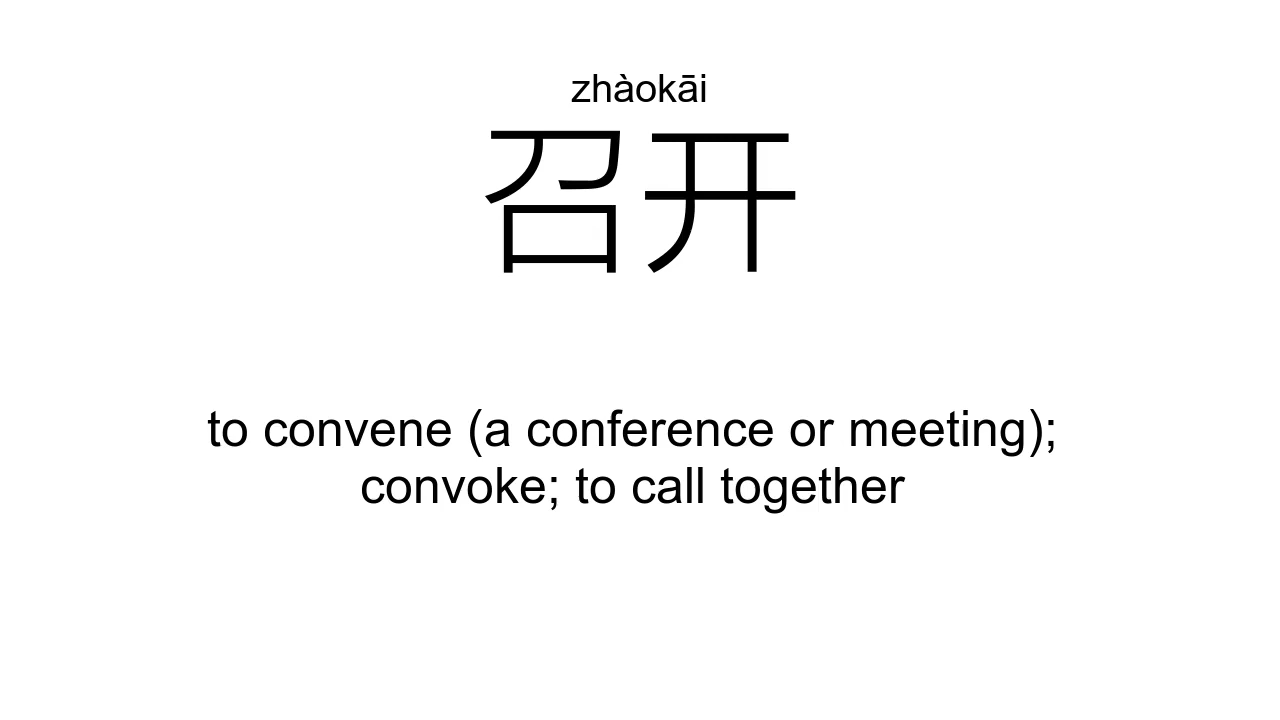 zhàokāi
召开
to convene (a conference or meeting);
convoke; to call together